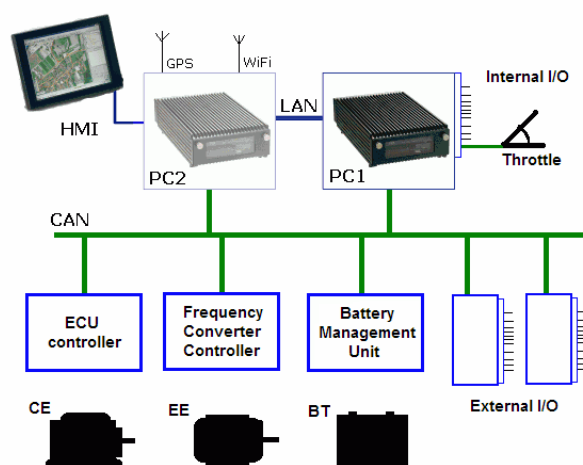 GPS
WiFi
HMI
LAN
Internal I/O
Throttle
PC2
PC1
CAN
ECU
controller
Frequency
Converter
Controller
Battery
Management
Unit
External I/O
CE
EE
BT